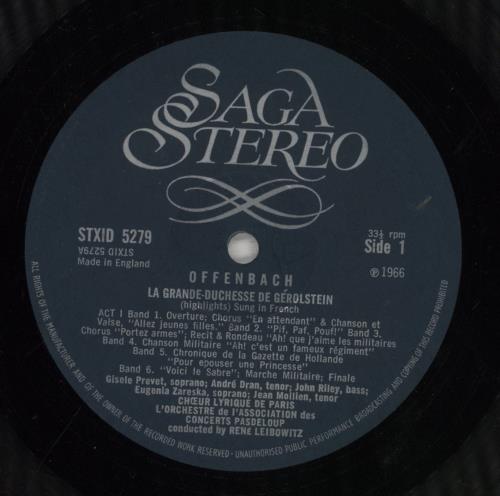 SAGA
STEREO
STXID 5279
STXID 5279A
Made in England
33⅓ rpm
Side 1
℗ 1966
OFFENBACH
LA GRANDE-DUCHESSE DE GÉROLSTEIN
(highlights) Sung in French
ACT I Band 1. Overture; Chorus "En attendant" & Chanson et
Valse, "Allez jeunes filles." Band 2. "Pif, Paf, Pouf!" Band 3.
Chorus "Portez armes"; Recit & Rondeau "Ah! que j'aime les militaires
Band 4. Chanson Militaire "Ah! c'est un fameux régiment"
Band 5. Chronique de la Gazette de Hollande
"Pour epouser une Princesse"
Band 6. "Voici le Sabre"; Marche Militaire; Finale
Gisele Prevet, soprano; André Dran, tenor; John Riley, bass;
Eugenia Zareska, soprano; Jean Mollien, tenor
CHŒUR LYRIQUE DE PARIS
L'ORCHESTRE de l'ASSOCIATION des
CONCERTS PASDELOUP
conducted by RENE LEIBOWITZ
ALL RIGHTS OF THE MANUFACTURER AND OF THE OWNER OF THE RECORDED WORK RESERVED - UNAUTHORISED PUBLIC PERFORMANCE BROADCASTING AND COPYING OF THIS RECORD PROHIBITED